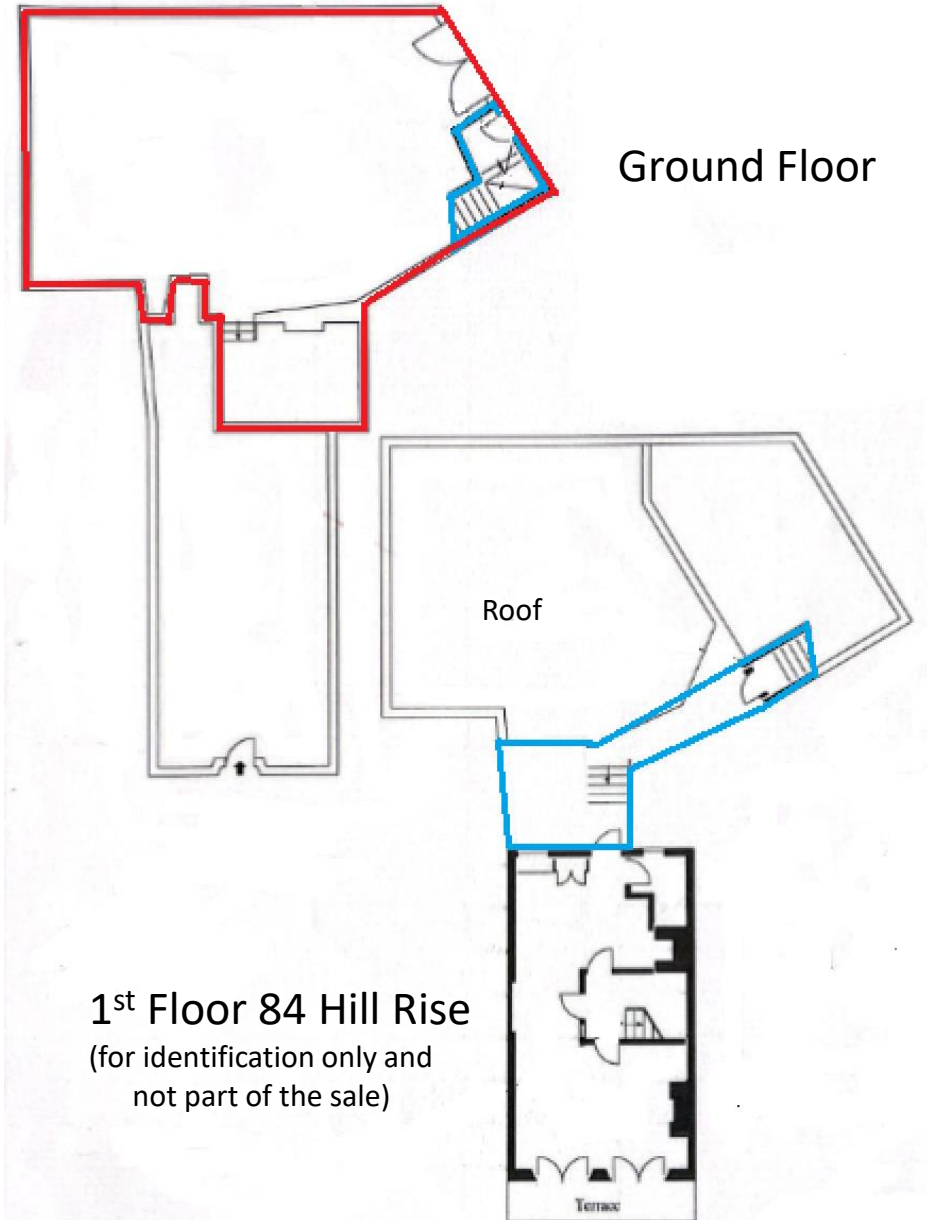 Ground Floor
Roof
1st Floor 84 Hill Rise
(for identification only and
not part of the sale)
Terrace